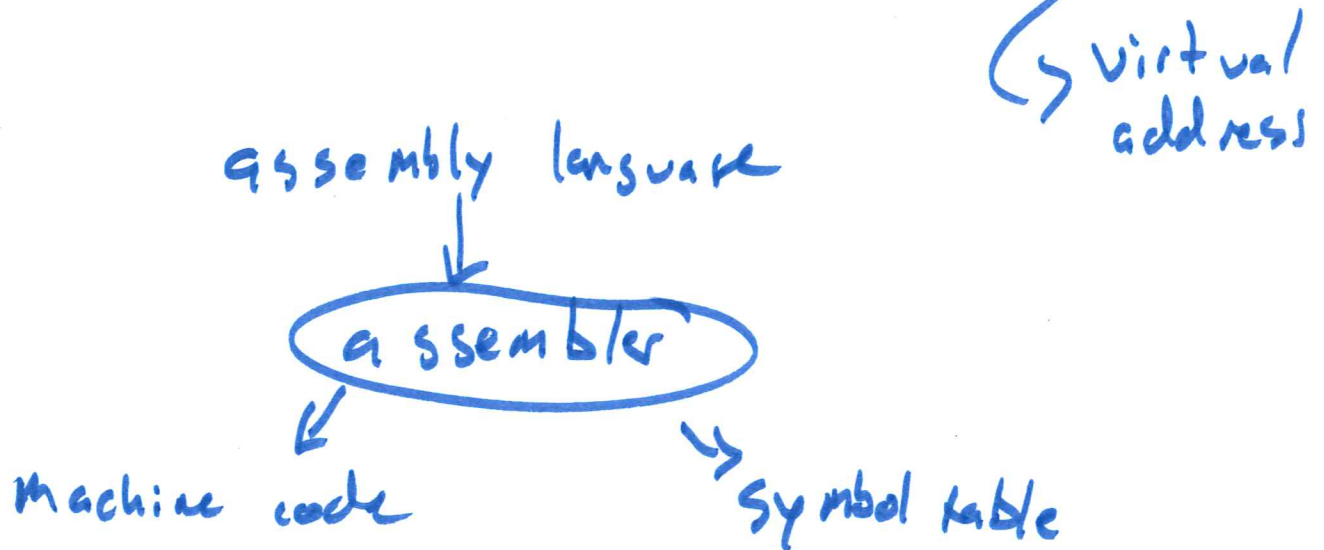 virtual
address
assembly language
assembler
machine code
symbol table